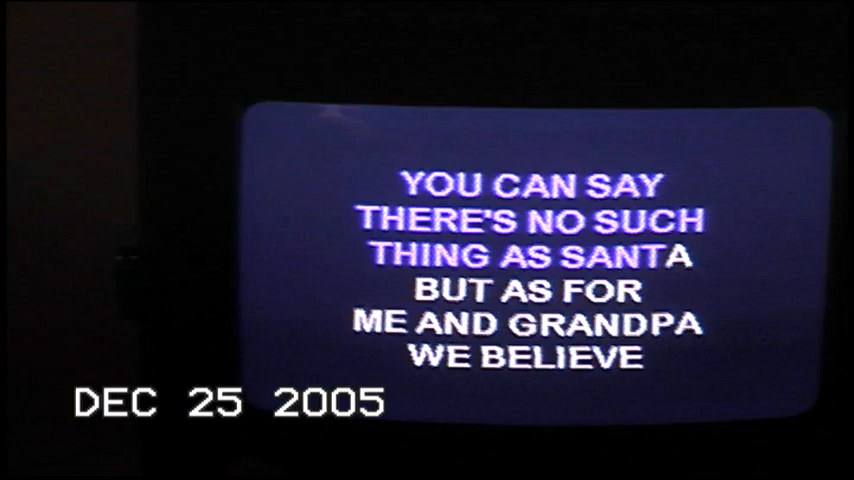 YOU CAN SAY
THERE'S NO SUCH
THING AS SANTA
BUT AS FOR
ME AND GRANDPA
WE BELIEVE
DEC 25 2005